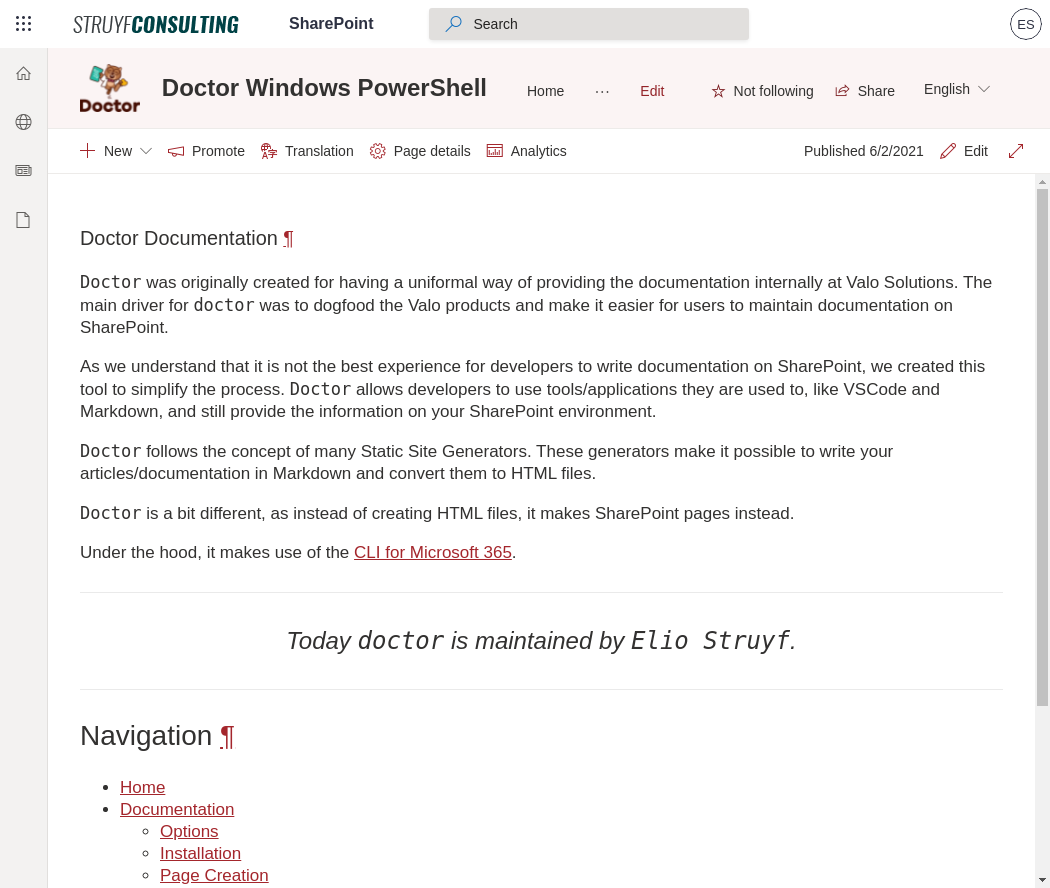 STRUYFCONSULTING SharePoint Search ES
Doctor Doctor Windows PowerShell Home ··· Edit Not following Share English
New Promote Translation Page details Analytics Published 6/2/2021 Edit
Doctor Documentation ¶
Doctor was originally created for having a uniformal way of providing the documentation internally at Valo Solutions. The
main driver for doctor was to dogfood the Valo products and make it easier for users to maintain documentation on
SharePoint.
As we understand that it is not the best experience for developers to write documentation on SharePoint, we created this
tool to simplify the process. Doctor allows developers to use tools/applications they are used to, like VSCode and
Markdown, and still provide the information on your SharePoint environment.
Doctor follows the concept of many Static Site Generators. These generators make it possible to write your
articles/documentation in Markdown and convert them to HTML files.
Doctor is a bit different, as instead of creating HTML files, it makes SharePoint pages instead.
Under the hood, it makes use of the CLI for Microsoft 365.
Today doctor is maintained by Elio Struyf.
Navigation ¶
Home
Documentation
Options
Installation
Page Creation